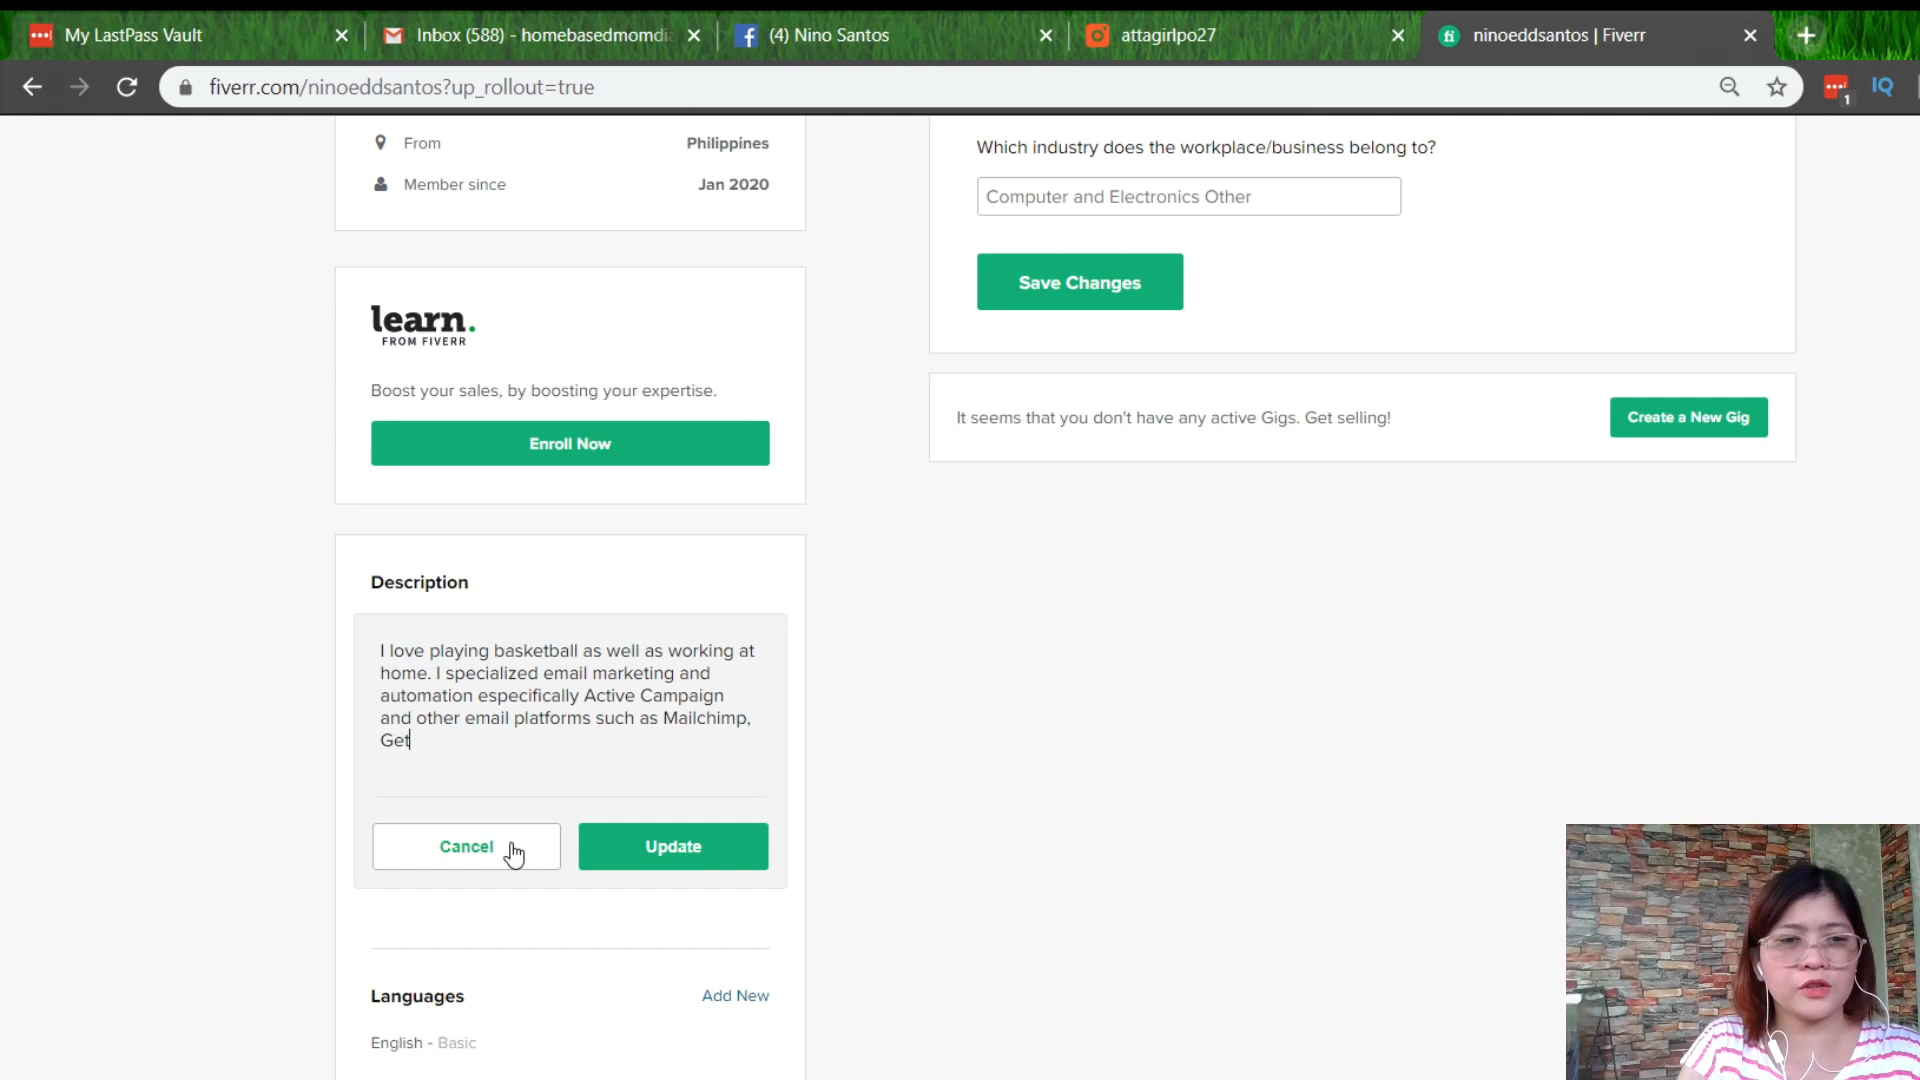 My LastPass Vault
Inbox (588) - homebasedmomdia
(4) Nino Santos
attagirlpo27
fi
ninoeddsantos | Fiverr
fiverr.com/ninoeddsantos?up_rollout=true
1
IQ
From
Philippines
Member since
Jan 2020
Which industry does the workplace/business belong to?
Computer and Electronics Other
Save Changes
learn.
FROM FIVERR
Boost your sales, by boosting your expertise.
Enroll Now
It seems that you don't have any active Gigs. Get selling!
Create a New Gig
Description
I love playing basketball as well as working at
home. I specialized email marketing and
automation especifically Active Campaign
and other email platforms such as Mailchimp,
Get
Cancel
Update
Languages
Add New
English - Basic